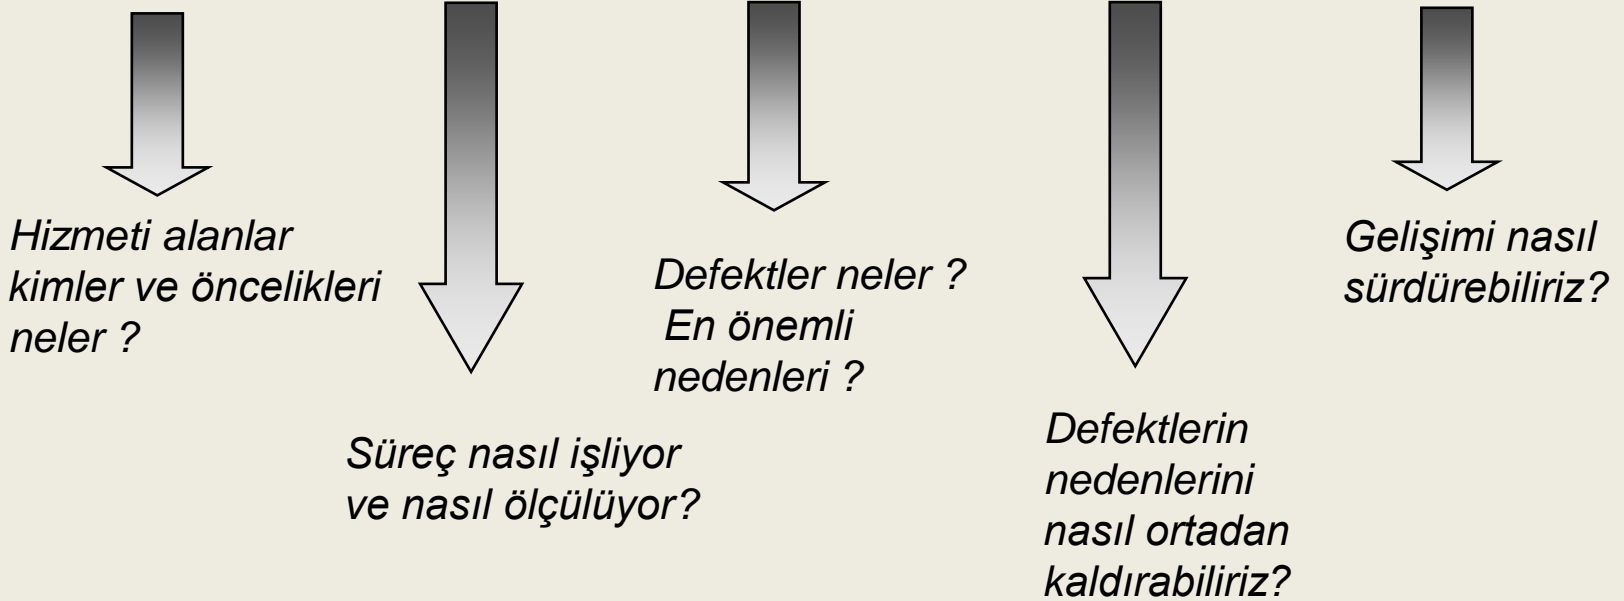 Hizmeti alanlar
kimler ve öncelikleri
neler ?
Süreç nasıl işliyor
ve nasıl ölçülüyor?
Defektler neler ?
En önemli
nedenleri ?
Defektlerin
nedenlerini
nasıl ortadan
kaldırabiliriz?
Gelişimi nasıl
sürdürebiliriz?